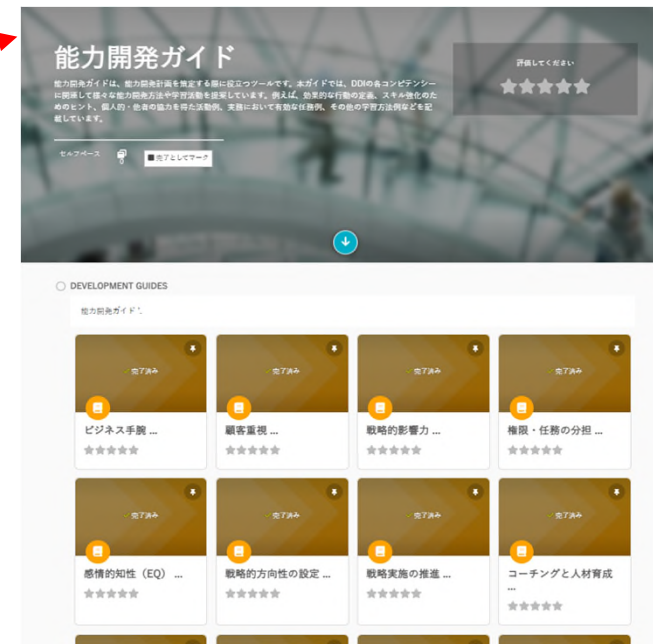 能力開発ガイド
能力開発ガイドは、能力開発計画を策定する際に役立つツールです。本ガイドでは、DDIの各コンピテンシー
に関連して様々な能力開発方法や学習活動を提案しています。例えば、効果的な行動の定義、スキル強化のた
めのヒント、個人的・他者の協力を得た活動例、実務において有効な任務例、その他の学習方法例などを記
載しています。
評価してください
セルフペース
完了としてマーク
DEVELOPMENT GUIDES
能力開発ガイド
完了済み
完了済み
完了済み
完了済み
ビジネス手腕 ...
顧客重視 ...
戦略的影響力 ...
権限・任務の分担 ...
完了済み
完了済み
完了済み
完了済み
感情的知性（EQ） ...
戦略的方向性の設定 ...
戦略実施の推進 ...
コーチングと人材育成
...